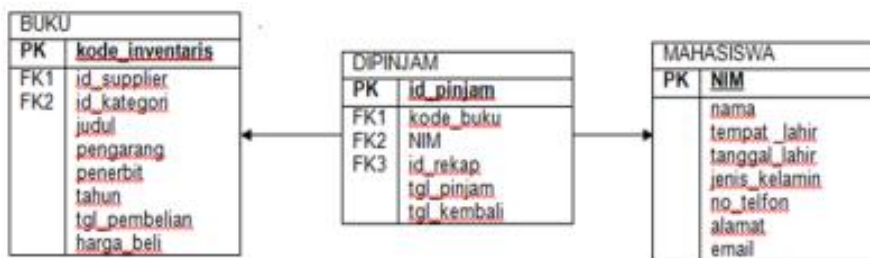 BUKU
PK kode_inventaris
FK1 id_supplier
FK2 id_kategori
judul
pengarang
penerbit
tahun
tgl_pembelian
harga_beli
DIPINJAM
PK id_pinjam
FK1 kode_buku
FK2 NIM
FK3 id_rekap
tgl_pinjam
tgl_kembali
MAHASISWA
PK NIM
nama
tempat_lahir
tanggal_lahir
jenis_kelamin
no_telfon
alamat
email